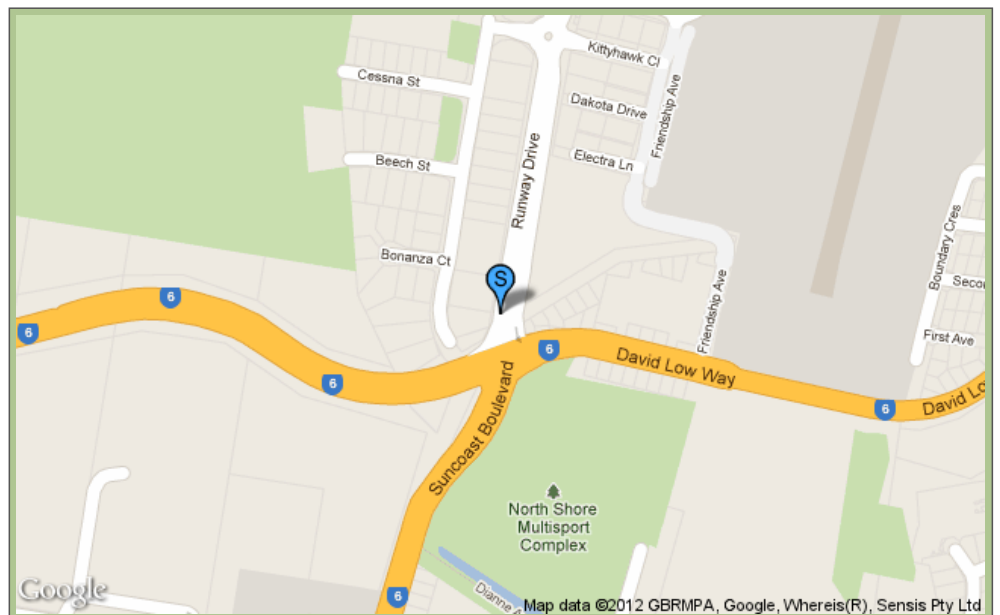 Kittyhawk Cl
Cessna St
Friendship Ave
Dakota Drive
Runway Drive
Electra Ln
Beech St
Boundary Cres
Bonanza Ct
S
Friendship Ave
6
6
First Ave
6
David Low Way
6
6
David Lo
Suncoast Boulevard
North Shore
Multisport
Complex
6
Google
Dianne A
Map data ©2012 GBRMPA, Google, Whereis(R), Sensis Pty Ltd